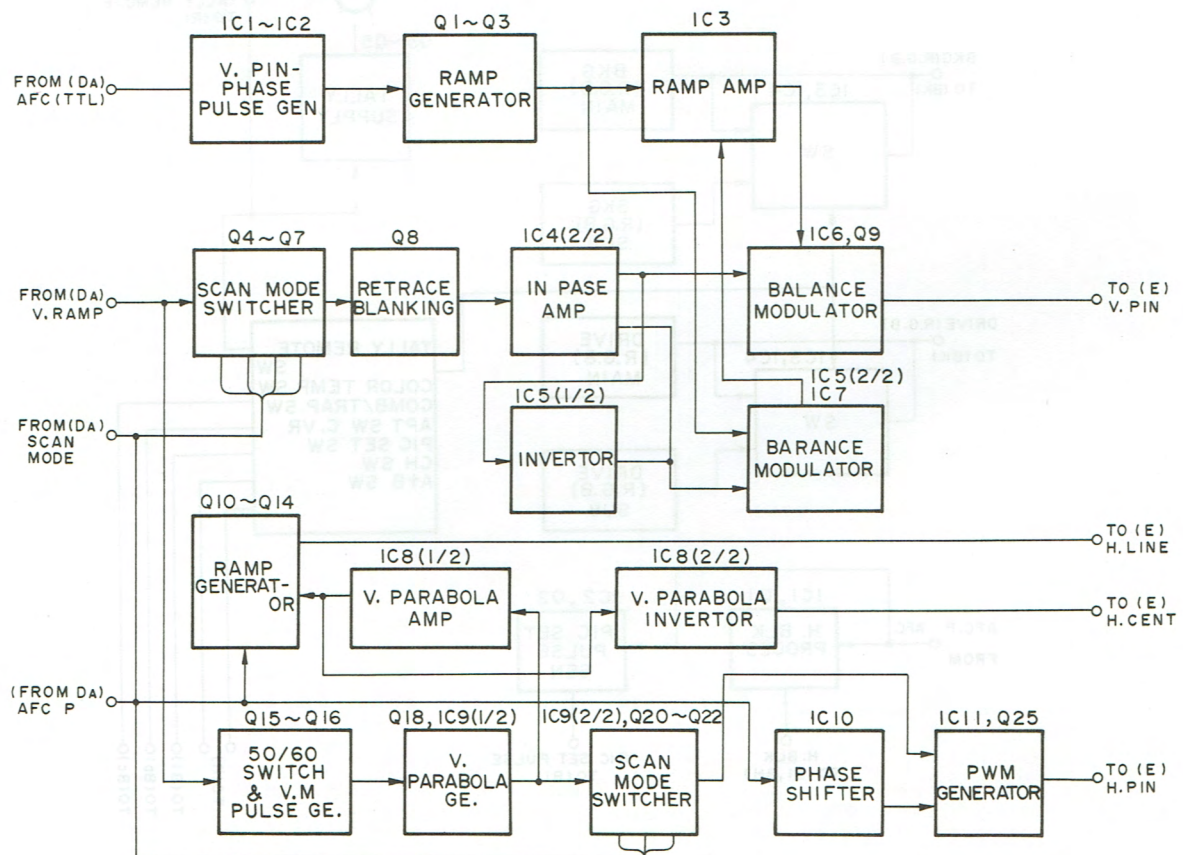 IC1~IC2
Q1~Q3
IC3
FROM(DA)
AFC(TTL)
V. PIN-
PHASE
PULSE GEN
RAMP
GENERATOR
RAMP AMP
Q4~Q7
Q8
IC4(2/2)
IC6,Q9
FROM(DA)
V.RAMP
SCAN MODE
SWITCHER
RETRACE
BLANKING
IN PASE
AMP
BALANCE
MODULATOR
TO (E)
V.PIN
IC5(1/2)
IC5(2/2)
IC7
FROM(DA)
SCAN
MODE
INVERTOR
BARANCE
MODULATOR
Q10~Q14
RAMP
GENERAT-
OR
TO (E)
H.LINE
IC8(1/2)
IC8(2/2)
V. PARABOLA
AMP
V. PARABOLA
INVERTOR
TO (E)
H.CENT
(FROM DA)
AFC P
Q15~Q16
Q18,IC9(1/2)
IC9(2/2),Q20~Q22
IC10
IC11,Q25
50/60
SWITCH
& V.M
PULSE GE.
V.
PARABOLA
GE.
SCAN
MODE
SWITCHER
PHASE
SHIFTER
PWM
GENERATOR
TO (E)
H.PIN